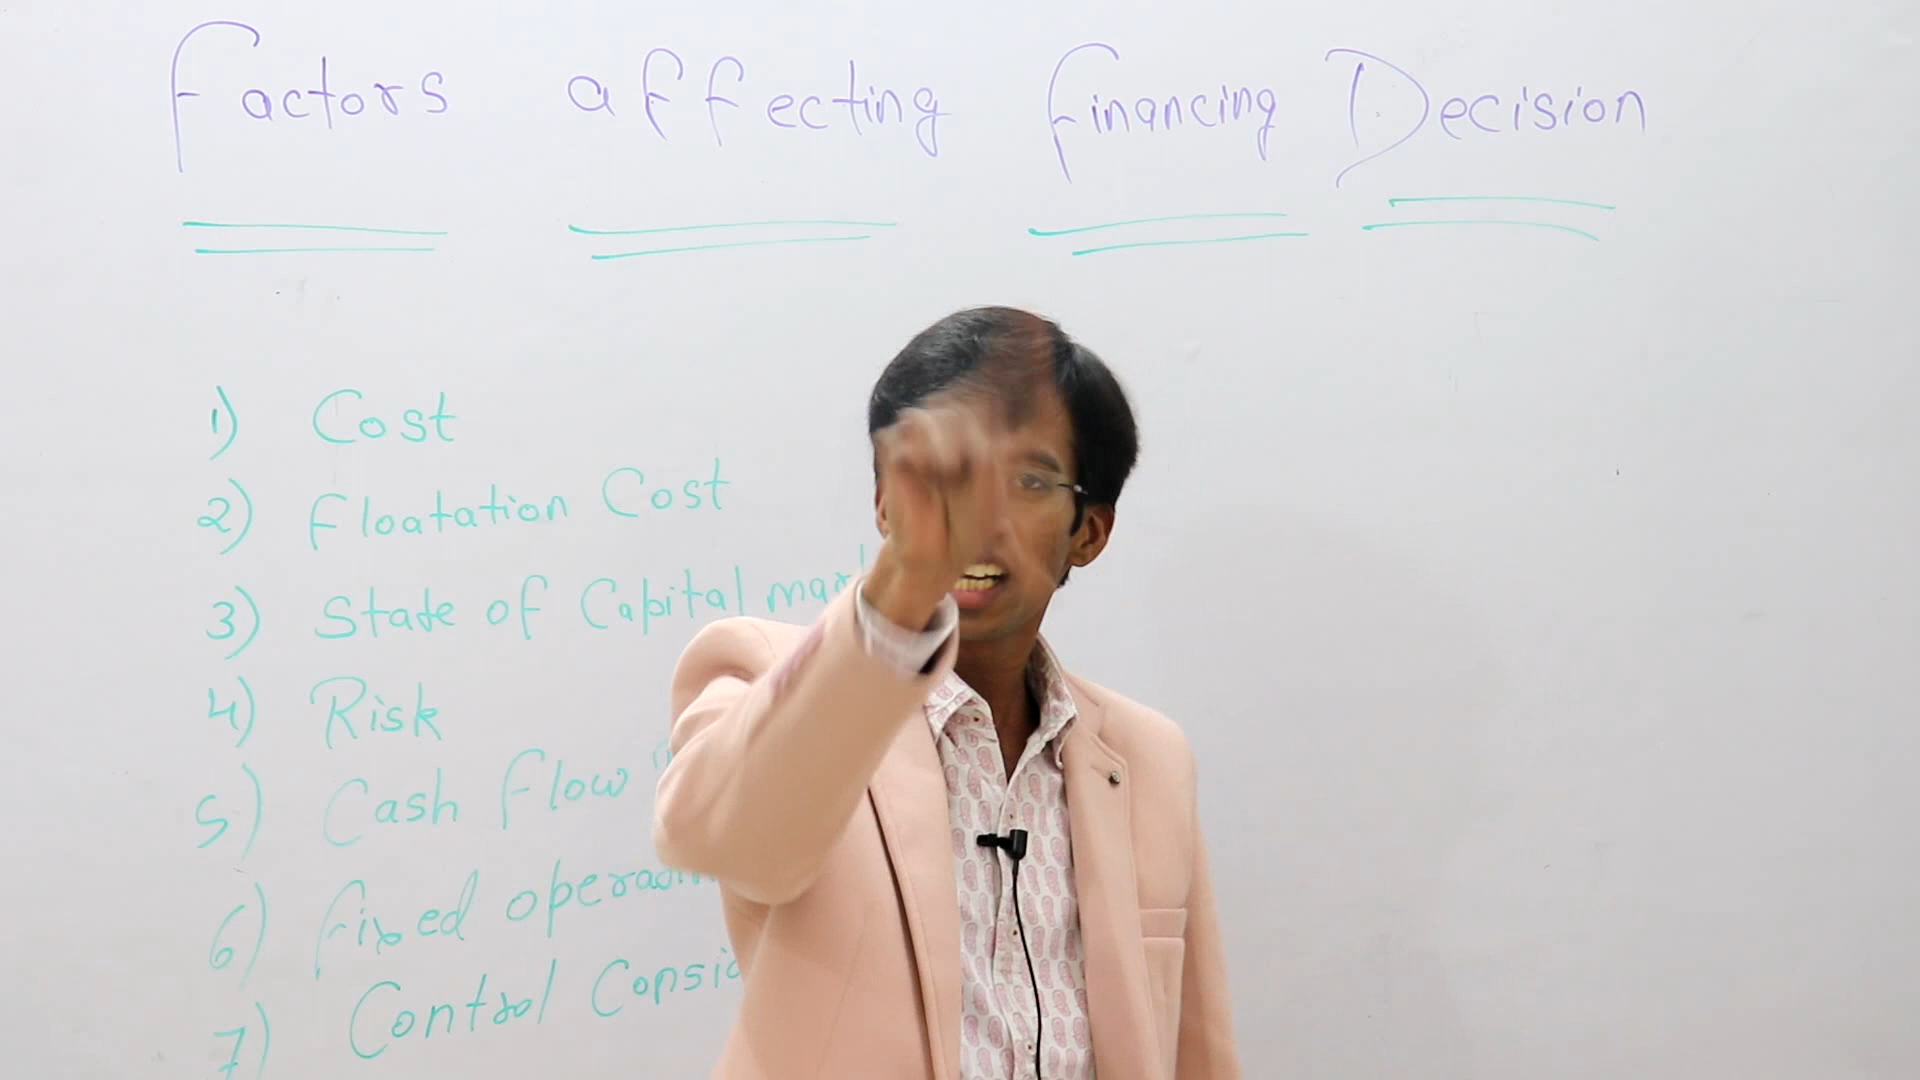 Factors affecting financing Decision
1) Cost
2) Floatation Cost
3) State of Capital
4) Risk
5) Cash flow
6) fixed
7) Control